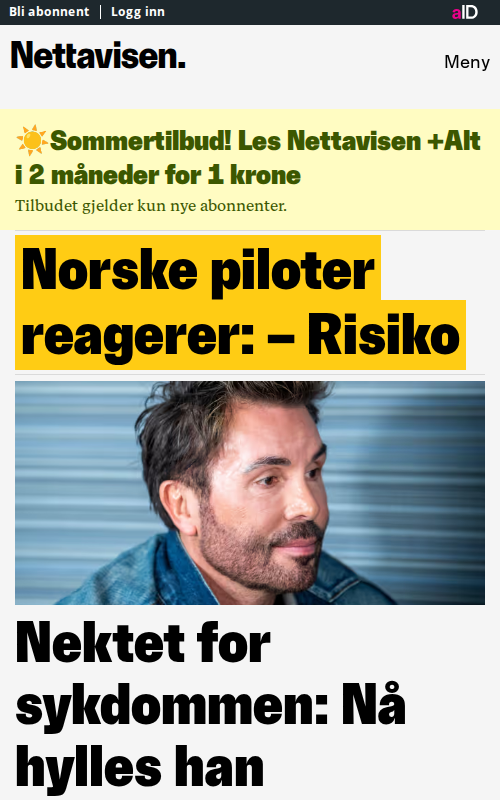 Bli abonnent | Logg inn
aID
Nettavisen.
Meny
☀️Sommertilbud! Les Nettavisen +Alt
i 2 måneder for 1 krone
Tilbudet gjelder kun nye abonnenter.
Norske piloter
reagerer: – Risiko
Nektet for
sykdommen: Nå
hylles han